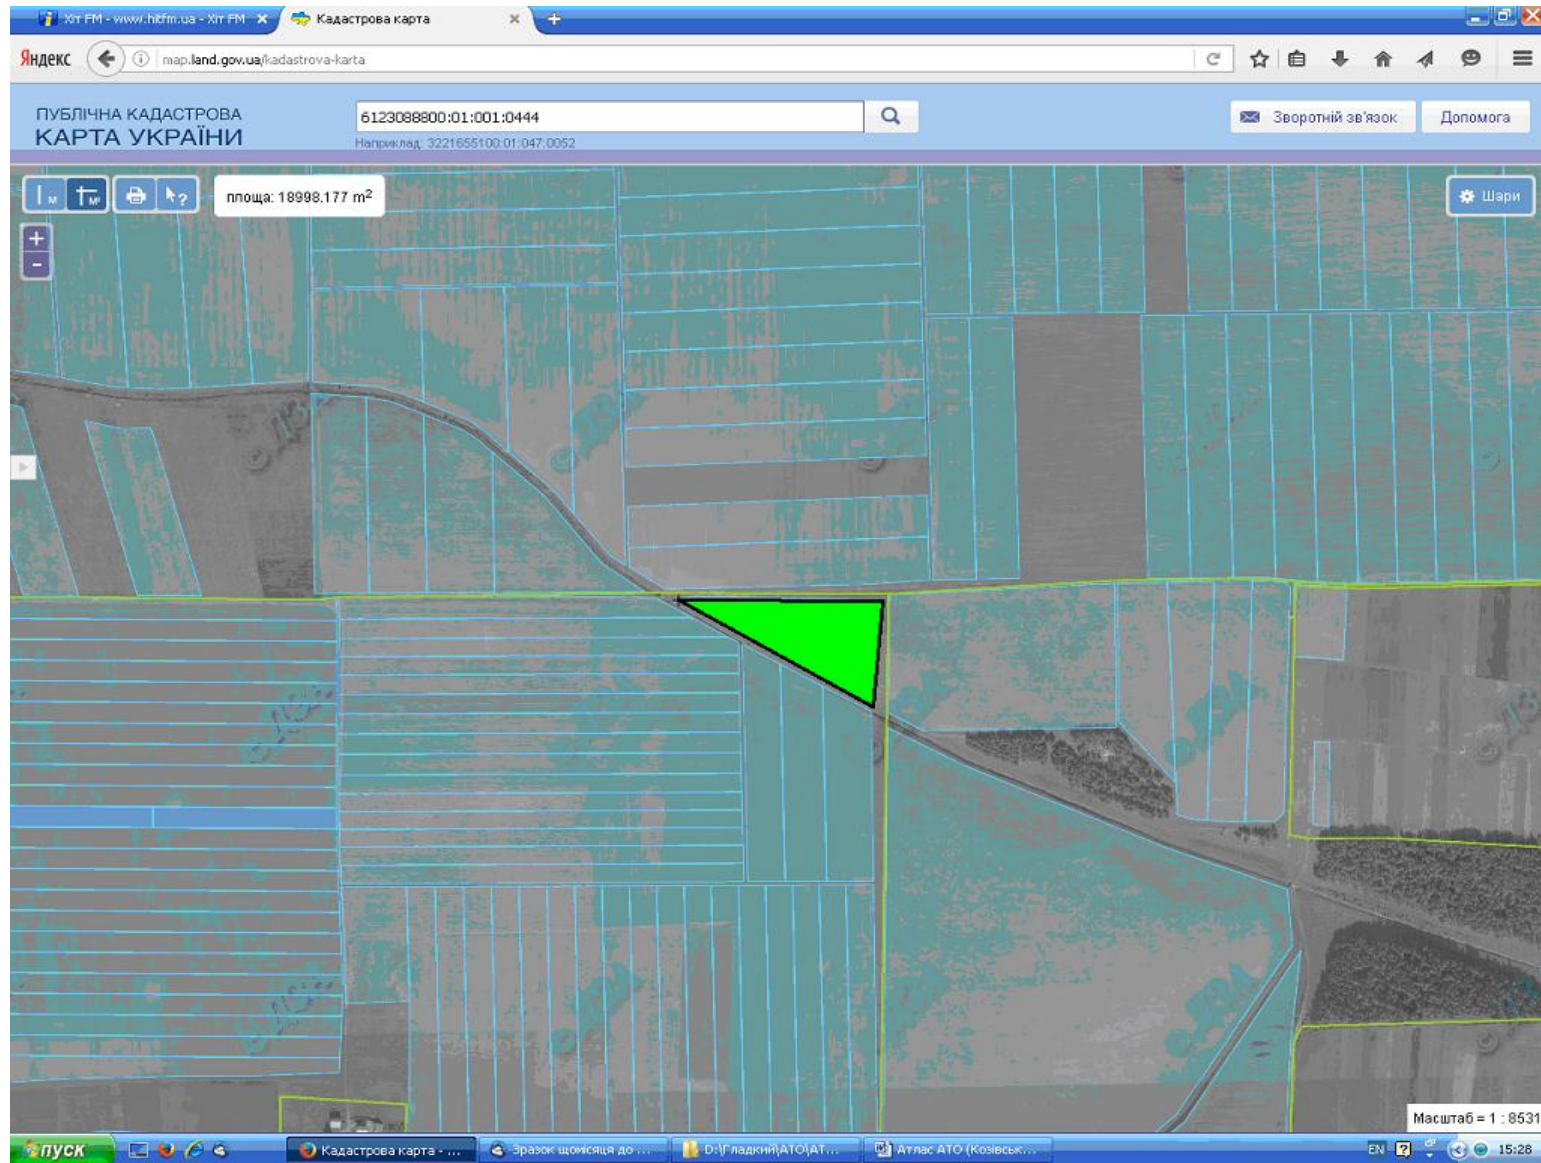 Хіт FM - www.hitfm.ua - Хіт FM
Кадастрова карта
Яндекс
map.land.gov.ua/kadastrova-karta
ПУБЛІЧНА КАДАСТРОВА
КАРТА УКРАЇНИ
6123088800:01:001:0444
Наприклад: 3221655100:01:047:0052
Зворотній зв'язок
Допомога
м
м²
площа: 18998.177 m²
Шари
Масштаб = 1 : 8531
пуск
Кадастрова карта - ...
Зразок щомісяця до ...
D:\Гладкий\АТО\АТ...
Атлас АТО (Козівськ...
EN
15:28